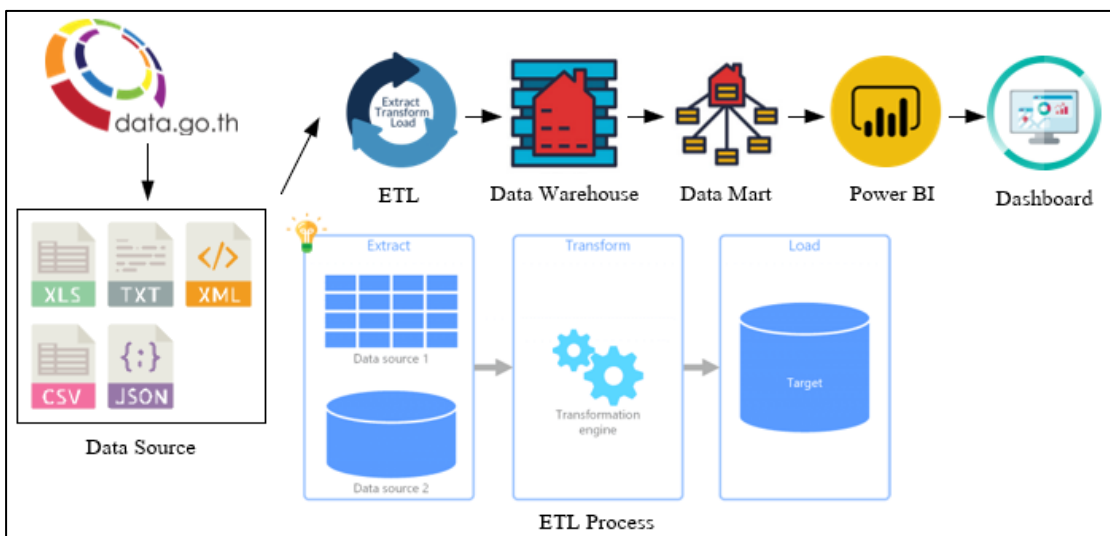 data.go.th
Extract
Transform
Load
ETL
Data Warehouse
Data Mart
Power BI
Dashboard
XLS
TXT
</>
XML
CSV
{:}
JSON
Data Source
Extract
Data source 1
Data source 2
Transform
Transformation
engine
Load
Target
ETL Process